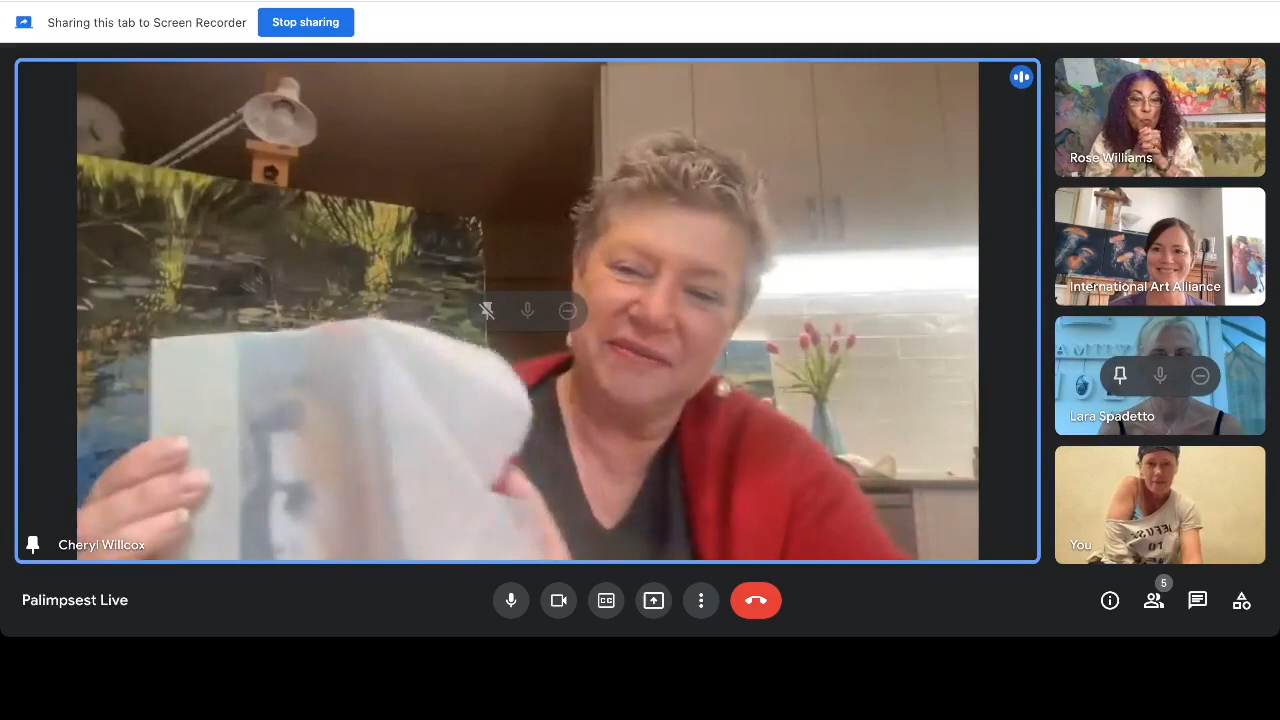 Sharing this tab to Screen Recorder
Stop sharing
Rose Williams
International Art Alliance
Lara Spadetto
You
Cheryl Willcox
Palimpsest Live
CC
5